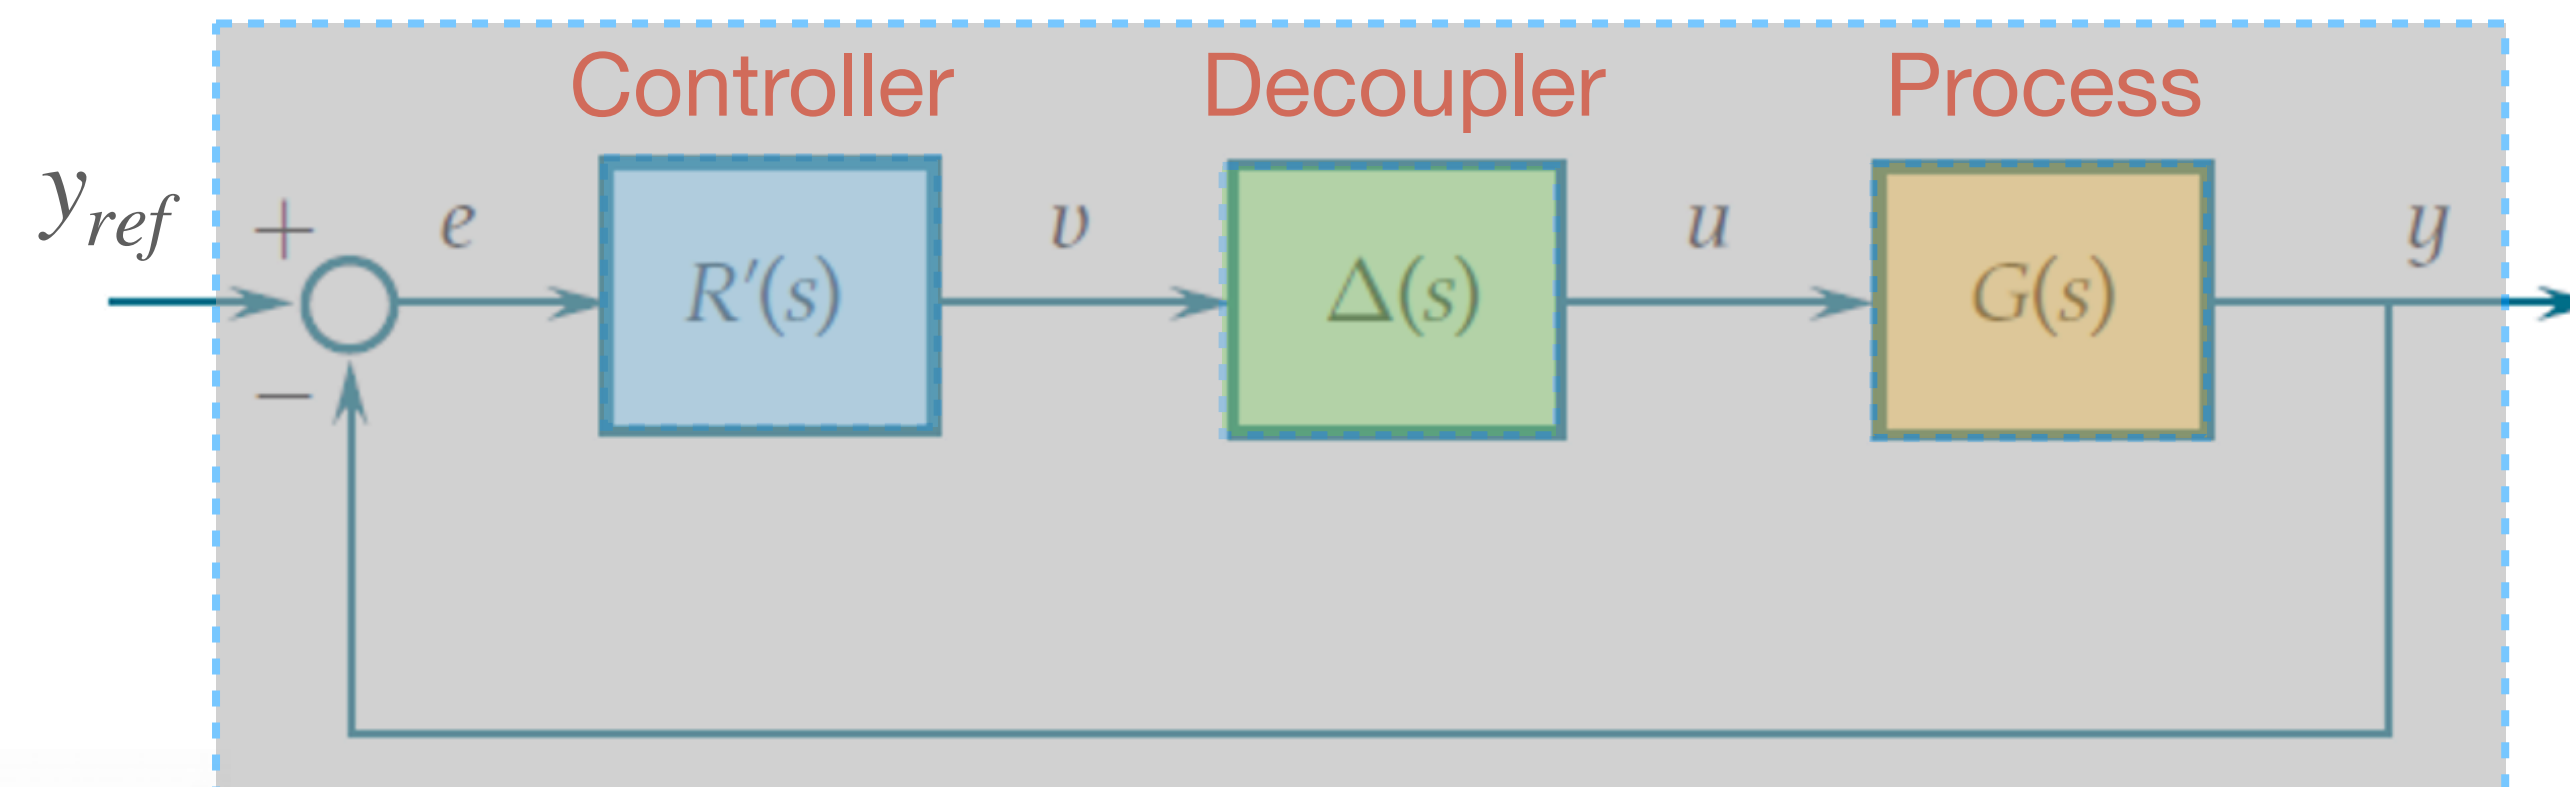 Controller Decoupler Process
y_ref + e v u y
R′(s) Δ(s) G(s)
−